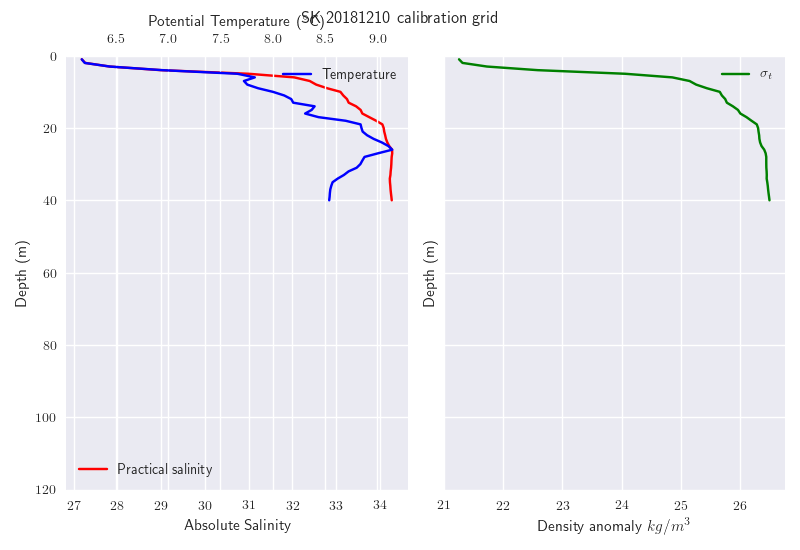 SK 20181210 calibration grid
Potential Temperature (°C)
6.5 7.0 7.5 8.0 8.5 9.0
Temperature
0
20
40
60
80
100
120
Depth (m)
Practical salinity
27 28 29 30 31 32 33 34
Absolute Salinity
σt
Depth (m)
21 22 23 24 25 26
Density anomaly kg/m³